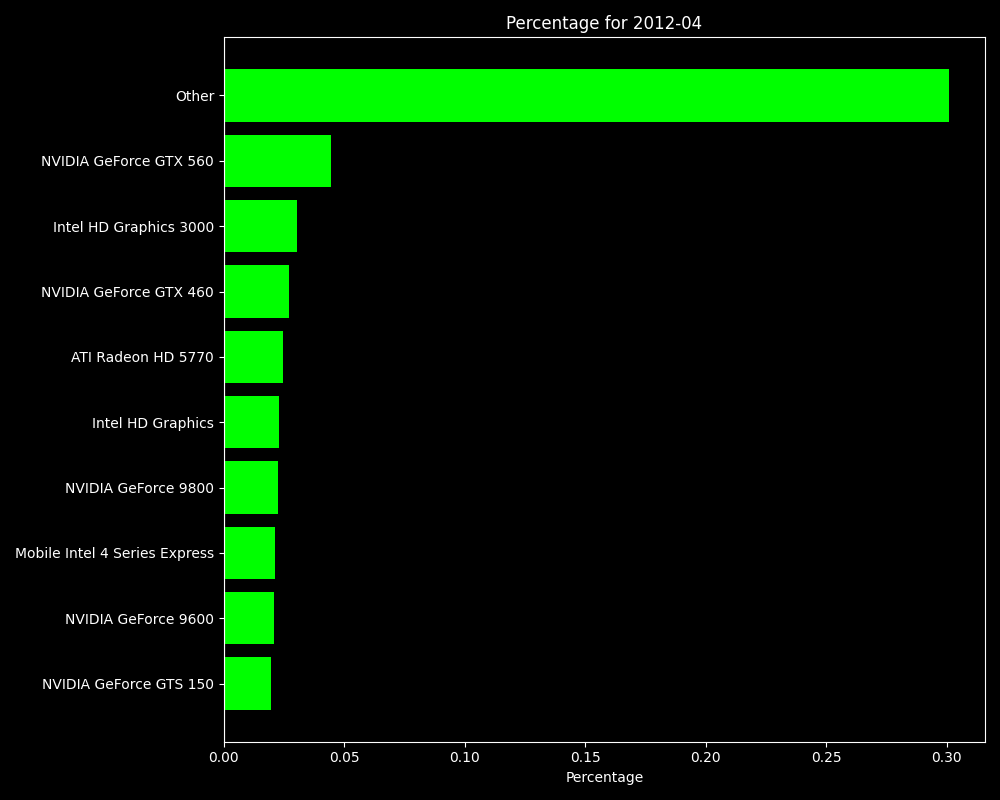 Percentage for 2012-04
Other
NVIDIA GeForce GTX 560
Intel HD Graphics 3000
NVIDIA GeForce GTX 460
ATI Radeon HD 5770
Intel HD Graphics
NVIDIA GeForce 9800
Mobile Intel 4 Series Express
NVIDIA GeForce 9600
NVIDIA GeForce GTS 150
0.00 0.05 0.10 0.15 0.20 0.25 0.30
Percentage